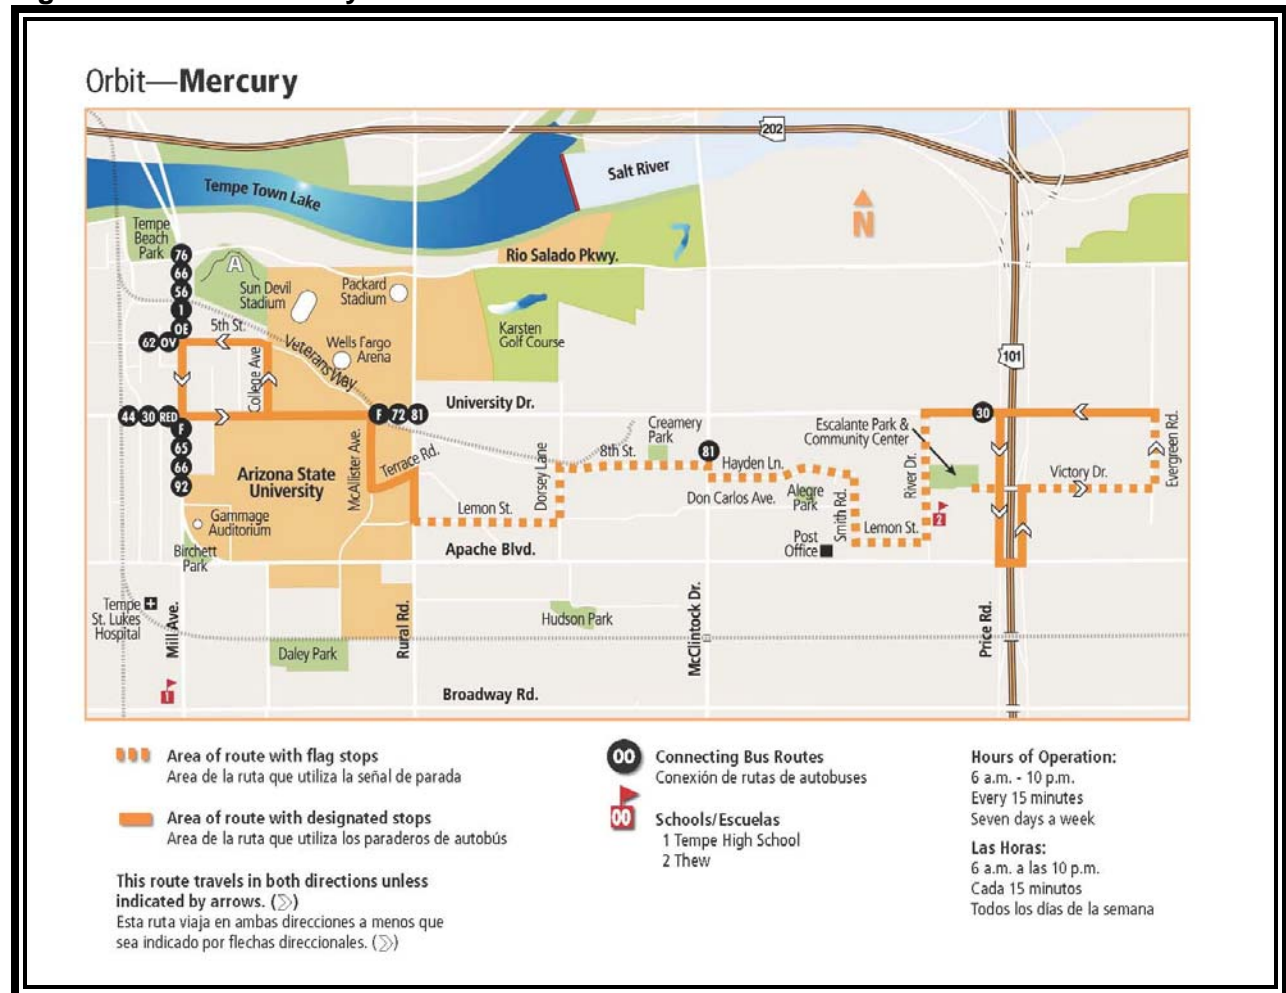 Orbit—Mercury
202
Salt River
Tempe Town Lake
N
Tempe
Beach
Park
76
66
56
1
OE
62 OV
A
Rio Salado Pkwy.
Sun Devil
Stadium
Packard
Stadium
5th St.
Veterans Way
Wells Fargo
Arena
Karsten
Golf Course
College Ave
101
44 30 RED
F
65
66
92
F 72 81
University Dr.
30
Creamery
Park
Escalante Park &
Community Center
8th St.
81
Hayden Ln.
Arizona State
University
McAllister Ave.
Terrace Rd.
Dorsey Lane
River Dr.
Victory Dr.
Evergreen Rd.
Don Carlos Ave.
Alegre
Park
Smith Rd.
Lemon St.
Lemon St.
2
Gammage
Auditorium
Post
Office
Birchett
Park
Apache Blvd.
Tempe
St. Lukes
Hospital
Mill Ave.
Rural Rd.
Hudson Park
McClintock Dr.
Price Rd.
Daley Park
1
Broadway Rd.
Area of route with flag stops
Area de la ruta que utiliza la señal de parada
Area of route with designated stops
Area de la ruta que utiliza los paraderos de autobús
This route travels in both directions unless
indicated by arrows. ( )
Esta ruta viaja en ambas direcciones a menos que
sea indicado por flechas direccionales. ( )
00
Connecting Bus Routes
Conexión de rutas de autobuses
00
Schools/Escuelas
1 Tempe High School
2 Thew
Hours of Operation:
6 a.m. - 10 p.m.
Every 15 minutes
Seven days a week
Las Horas:
6 a.m. a las 10 p.m.
Cada 15 minutos
Todos los días de la semana